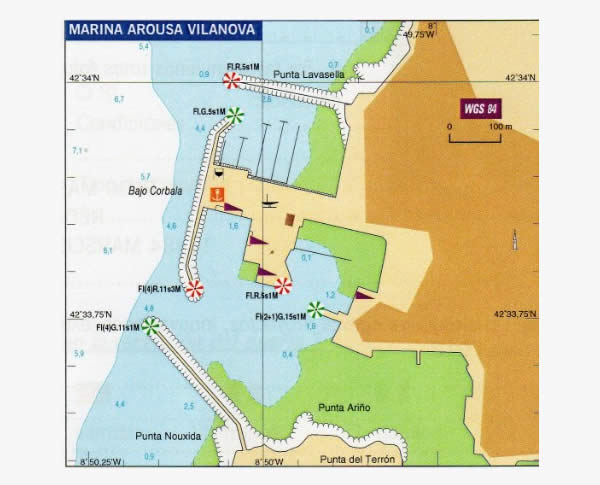 MARINA AROUSA VILANOVA
8°49,75'W
5,4
Fl.R.5s1M
0,7
0,9
Punta Lavasella
42°34'N
42°34'N
6,7
2,8
Fl.G.5s1M
WGS 84
0
100 m
4,4
7,1
5,7
Bajo Corbala
4,6
1,6
6,1
0,1
Fl(4)R.11s3M
Fl.R.5s1M
1,2
4,8
Fl(2+1)G.15s1M
42°33,75'N
42°33,75'N
Fl(4)G.11s1M
1,8
5,9
0,4
4,4
2,5
Punta Ariño
Punta Nouxida
0,9
Punta del Terrón
8°50,25'W
8°50'W